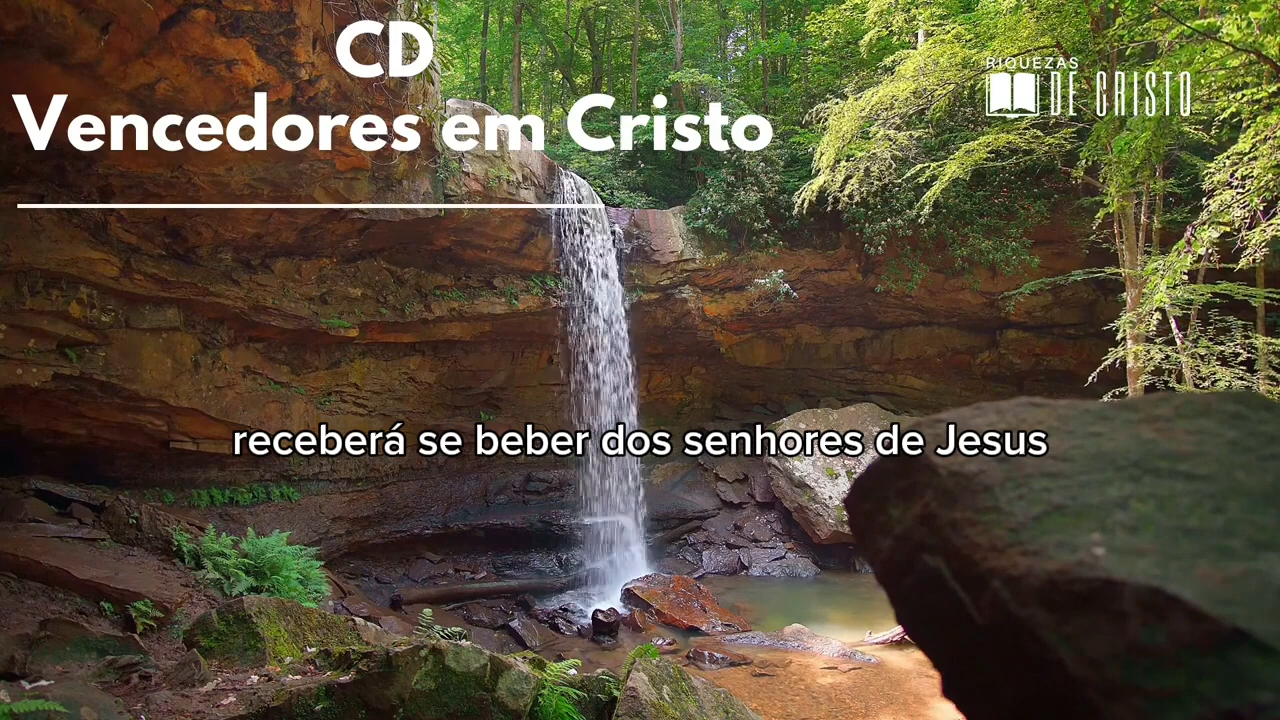 CD
Vencedores em Cristo
RIQUEZAS
DE CRISTO
receberá se beber dos senhores de Jesus